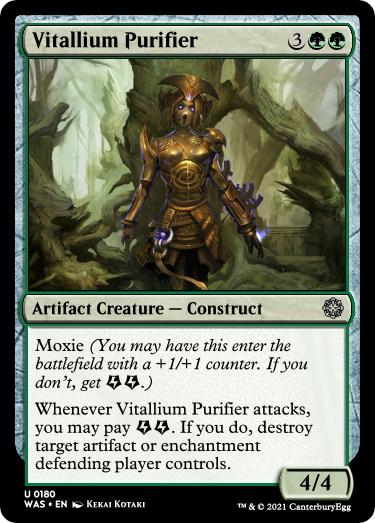 Vitallium Purifier 3
Artifact Creature — Construct
Moxie (You may have this enter the
battlefield with a +1/+1 counter. If you
don't, get .)
Whenever Vitallium Purifier attacks,
you may pay . If you do, destroy
target artifact or enchantment
defending player controls.
4/4
U 0180
WAS • EN Kekai Kotaki
™ & © 2021 CanterburyEgg